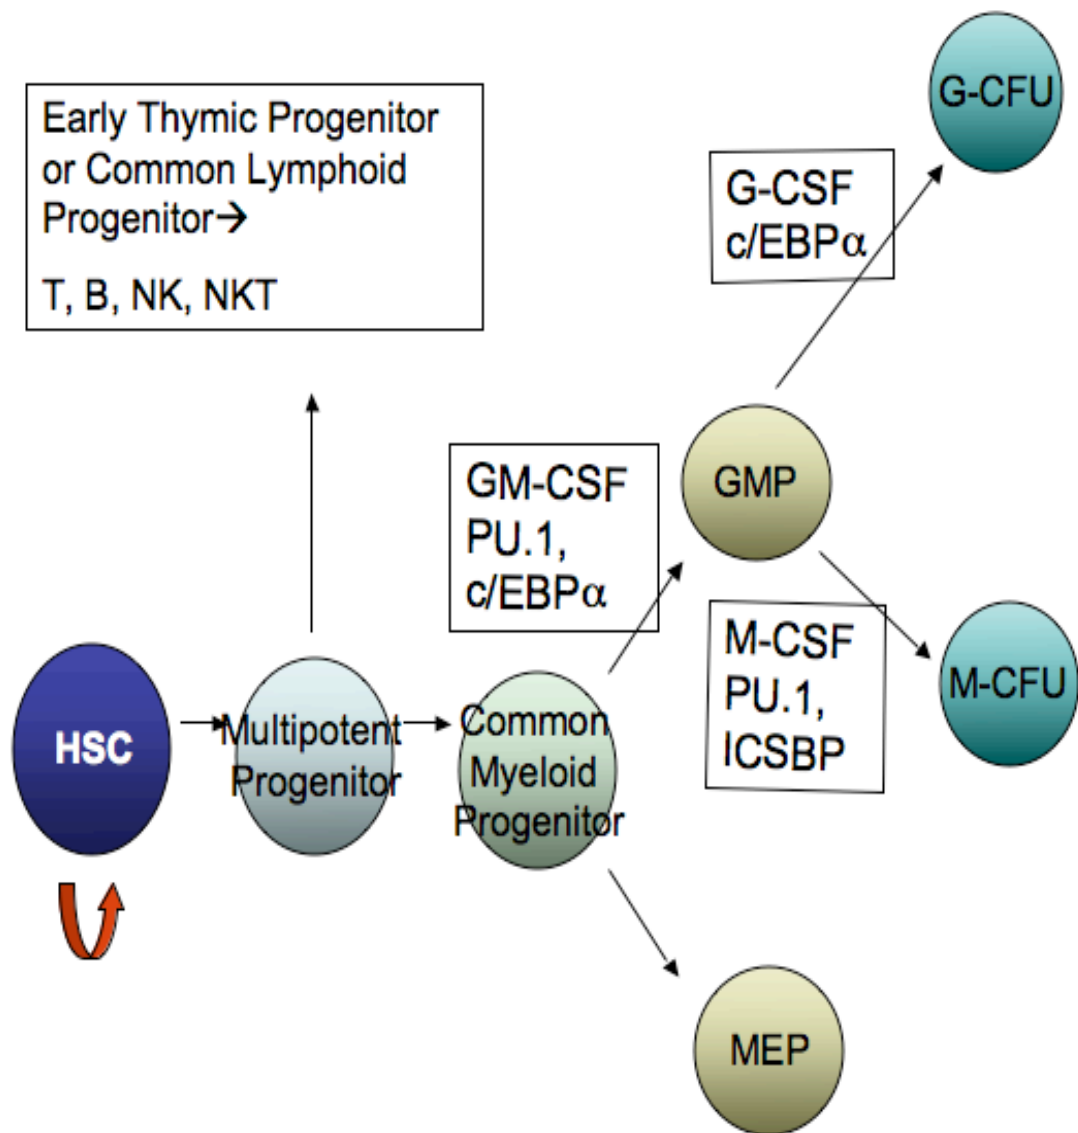 G-CFU
Early Thymic Progenitor
or Common Lymphoid
Progenitor→
T, B, NK, NKT
G-CSF
c/EBPα
GM-CSF
PU.1,
c/EBPα
GMP
M-CSF
PU.1,
ICSBP
M-CFU
HSC
Multipotent
Progenitor
Common
Myeloid
Progenitor
MEP